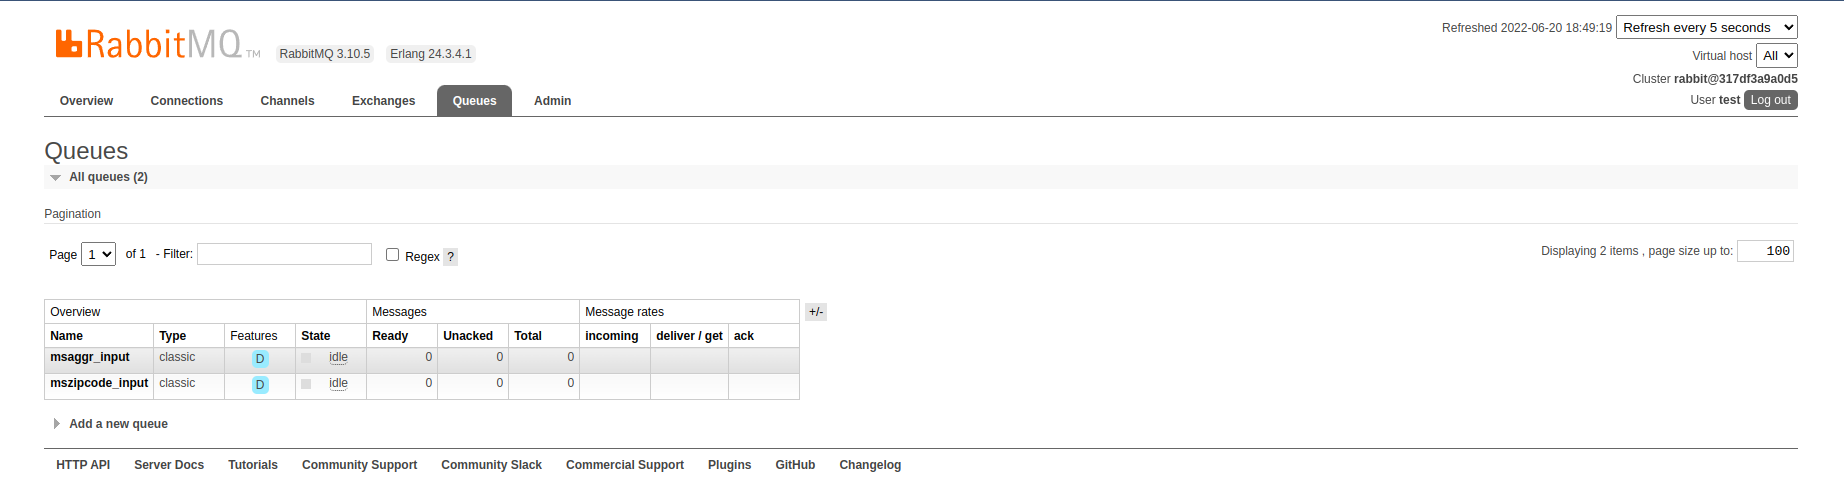 RabbitMQ TM RabbitMQ 3.10.5 Erlang 24.3.4.1
Refreshed 2022-06-20 18:49:19 Refresh every 5 seconds
Virtual host All
Cluster rabbit@317df3a9a0d5
User test Log out
Overview Connections Channels Exchanges Queues Admin
Queues
All queues (2)
Pagination
Page 1 of 1 - Filter: Regex ? Displaying 2 items , page size up to: 100
Overview Messages Message rates +/-
Name Type Features State Ready Unacked Total incoming deliver / get ack
msaggr_input classic D idle 0 0 0
mszipcode_input classic D idle 0 0 0
Add a new queue
HTTP API Server Docs Tutorials Community Support Community Slack Commercial Support Plugins GitHub Changelog